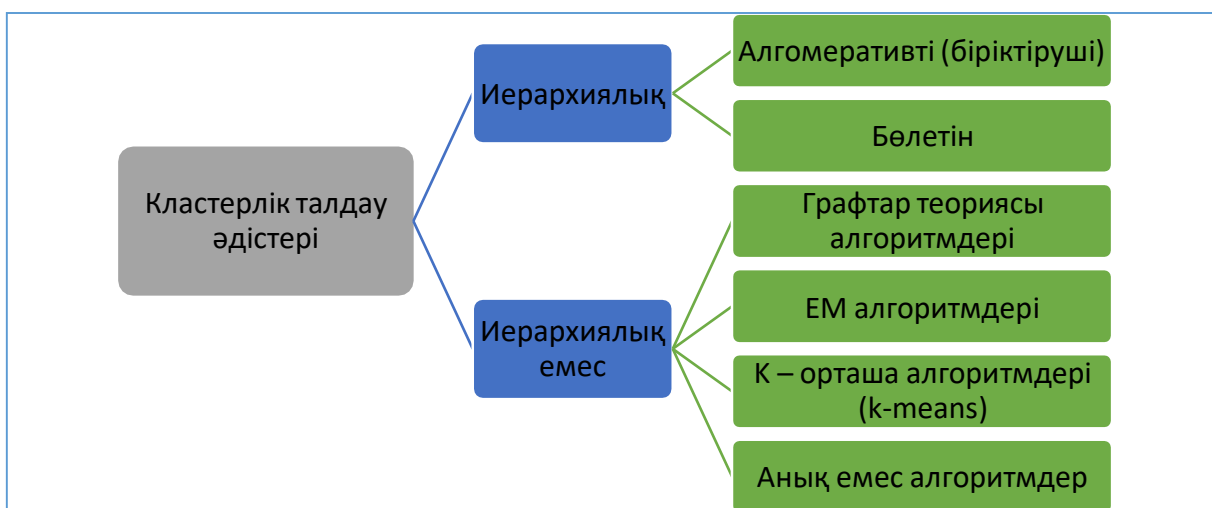 Кластерлік талдау
әдістері
Иерархиялық
Алгомеративті (біріктіруші)
Бөлетін
Иерархиялық
емес
Графтар теориясы
алгоритмдері
ЕМ алгоритмдері
К – орташа алгоритмдері
(k-means)
Анық емес алгоритмдер